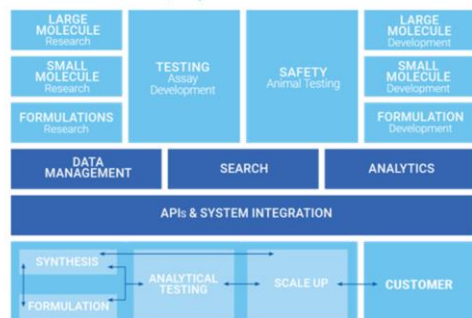 LARGE
MOLECULE
Research
SMALL
MOLECULE
Research
FORMULATIONS
Research
TESTING
Assay
Development
SAFETY
Animal Testing
LARGE
MOLECULE
Development
SMALL
MOLECULE
Development
FORMULATION
Development
DATA
MANAGEMENT
SEARCH
ANALYTICS
APIs & SYSTEM INTEGRATION
SYNTHESIS
FORMULATION
ANALYTICAL
TESTING
SCALE UP
CUSTOMER